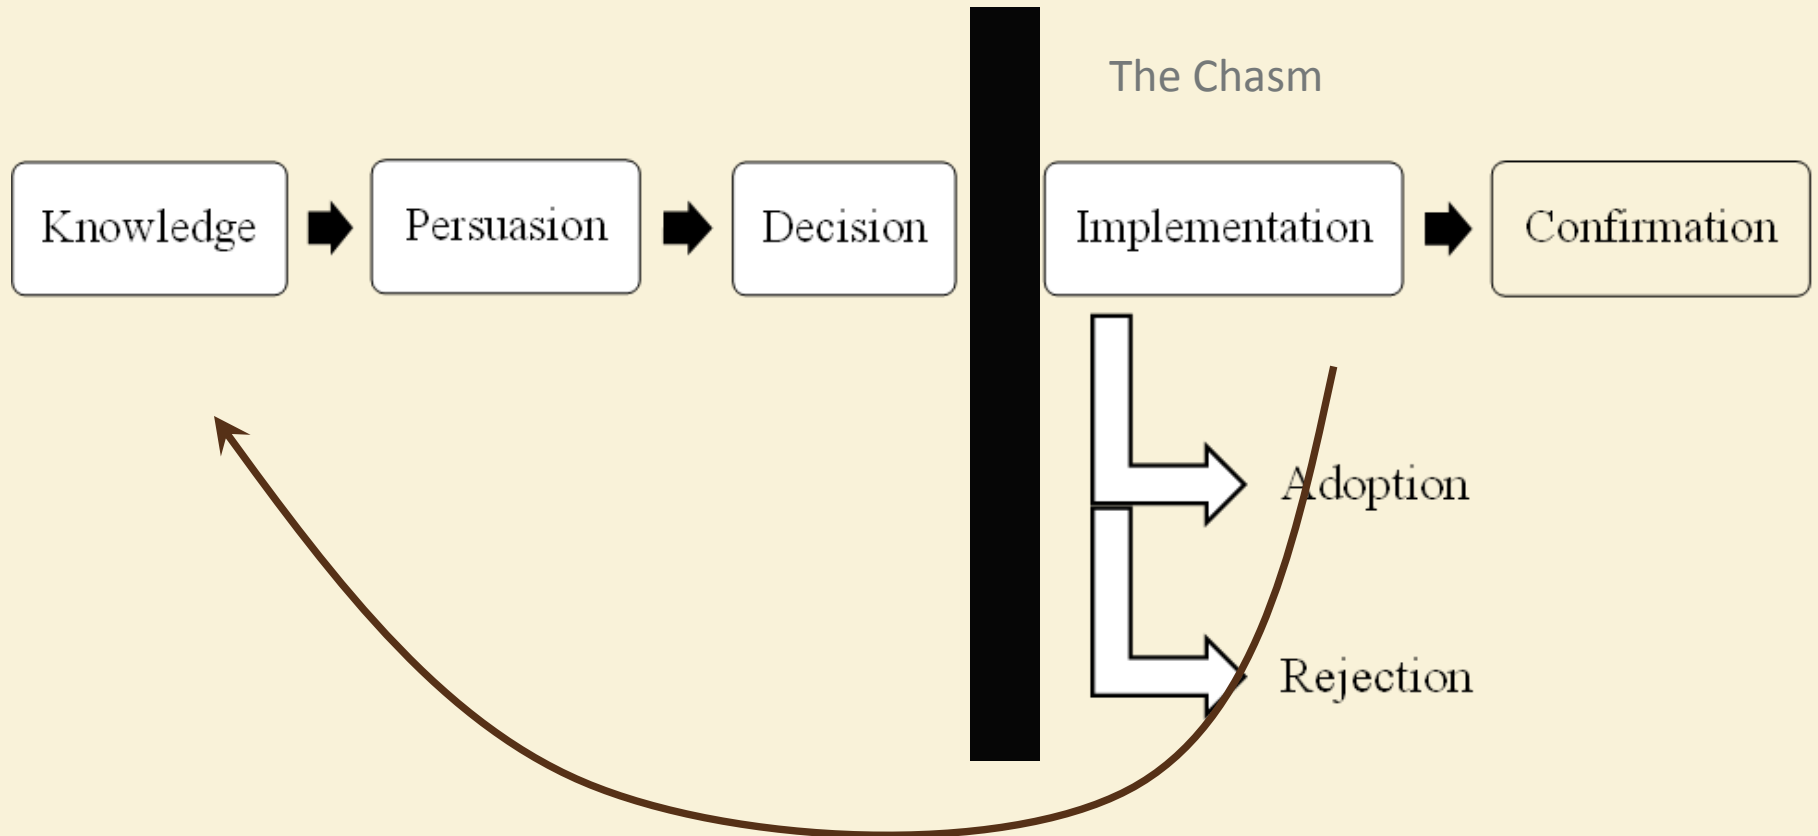 The Chasm
Knowledge
Persuasion
Decision
Implementation
Confirmation
Adoption
Rejection